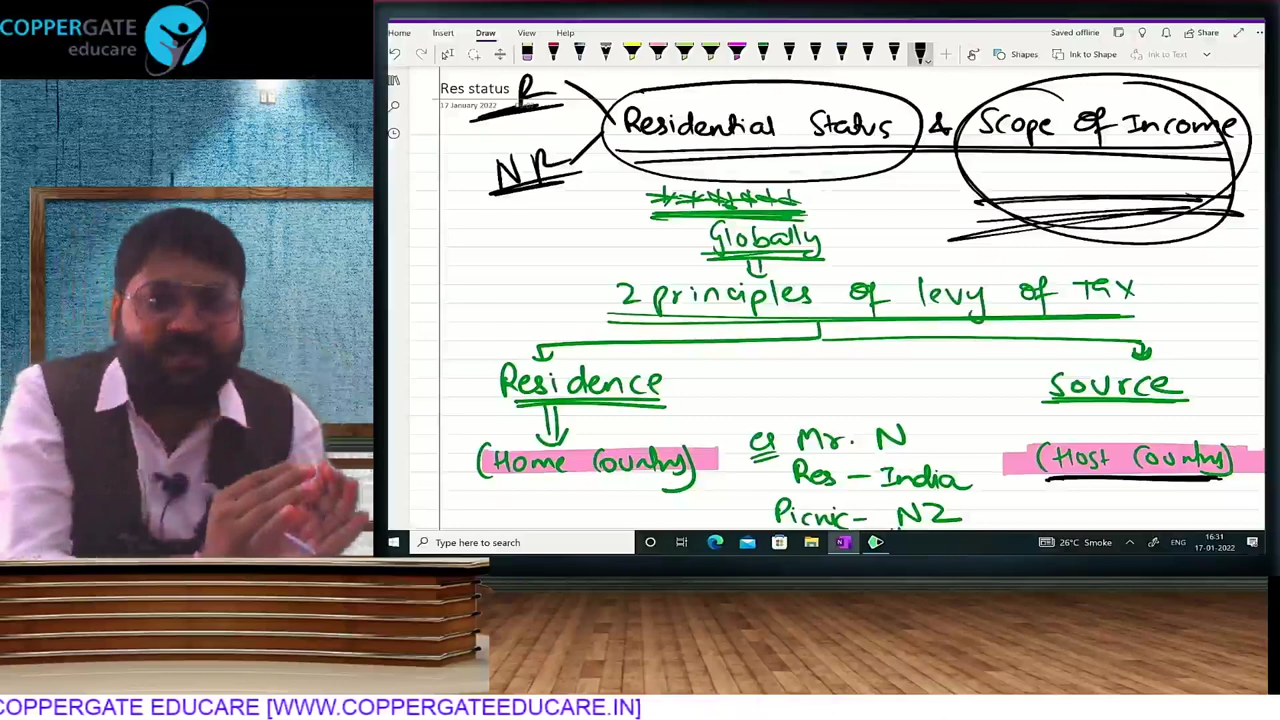 COPPERGATE
educare
Home Insert Draw View Help
Saved offline
Share
Shapes
Ink to Shape
Ink to Text
Res status
17 January 2022
R
NR
Residential Status & Scope of Income
Globally
2 principles of levy of Tax
Residence
Source
(Home Country)
(Host Country)
eg Mr. N
Res - India
Picnic - NZ
Type here to search
26°C Smoke
ENG
16:31
17-01-2022
COPPERGATE EDUCARE [WWW.COPPERGATEEDUCARE.IN]